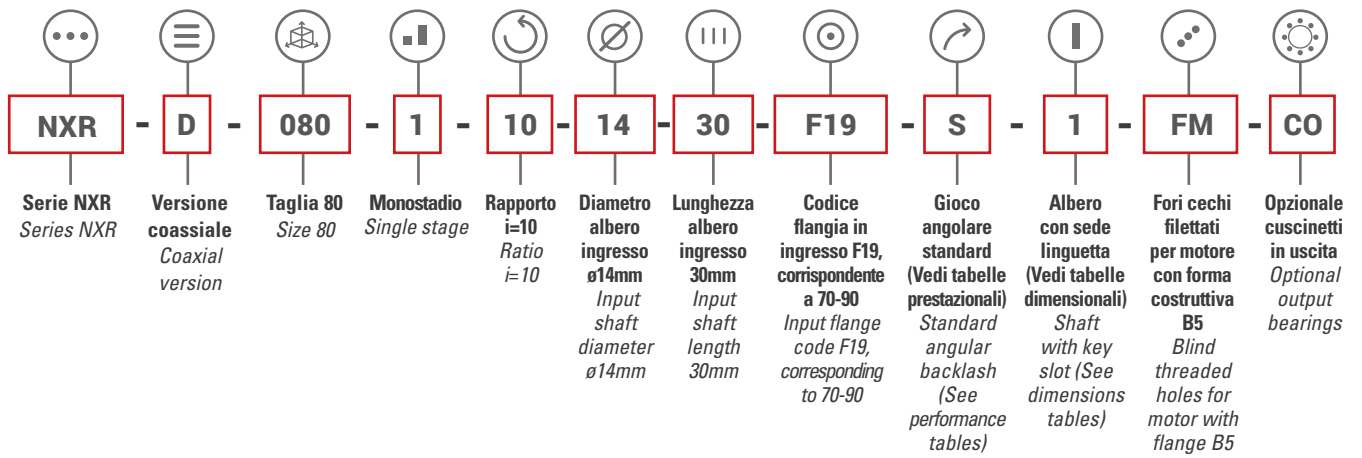 NXR - D - 080 - 1 - 10 - 14 - 30 - F19 - S - 1 - FM - CO
Serie NXR
Series NXR
Versione
coassiale
Coaxial
version
Taglia 80
Size 80
Monostadio
Single stage
Rapporto
i=10
Ratio
i=10
Diametro
albero
ingresso
ø14mm
Input
shaft
diameter
ø14mm
Lunghezza
albero
ingresso
30mm
Input
shaft
length
30mm
Codice
flangia in
ingresso F19,
corrispondente
a 70-90
Input flange
code F19,
corresponding
to 70-90
Gioco
angolare
standard
(Vedi tabelle
prestazionali)
Standard
angular
backlash
(See
performance
tables)
Albero
con sede
linguetta
(Vedi tabelle
dimensionali)
Shaft
with key
slot (See
dimensions
tables)
Fori cechi
filettati
per motore
con forma
costruttiva
B5
Blind
threaded
holes for
motor with
flange B5
Opzionale
cuscinetti
in uscita
Optional
output
bearings